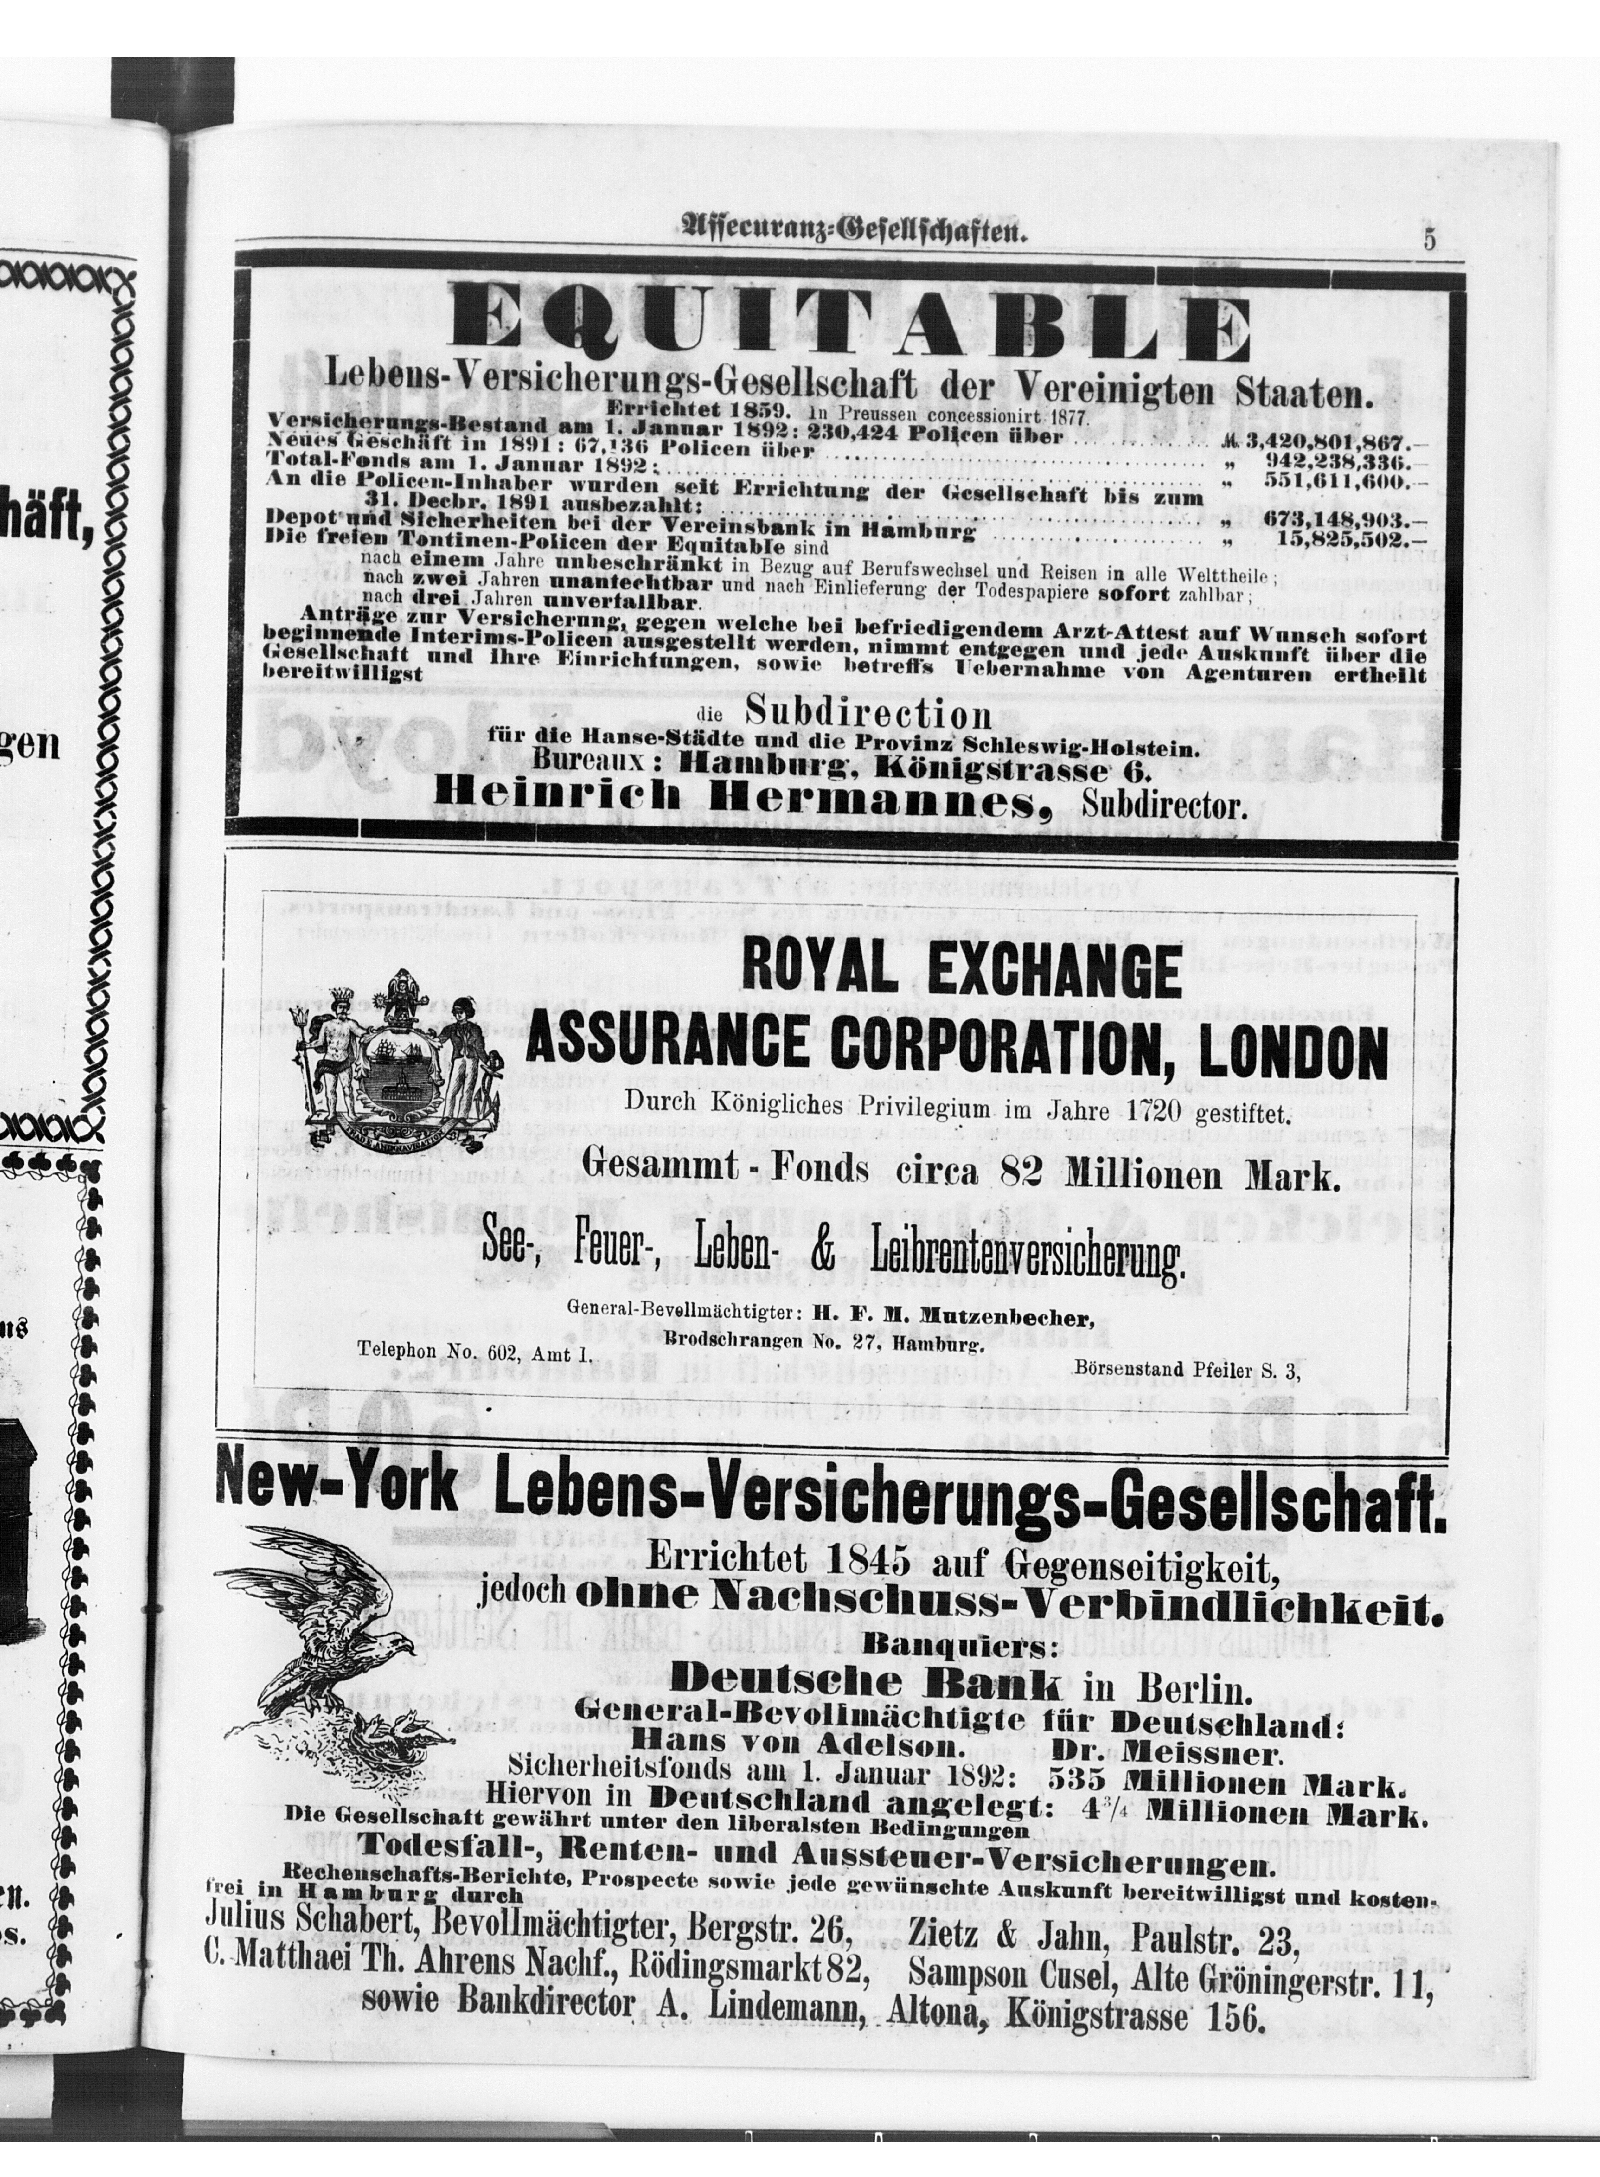 Assecuranz-Gesellschaften.
5
EQUITABLE
Lebens-Versicherungs-Gesellschaft der Vereinigten Staaten.
Errichtet 1859. In Preussen concessionirt 1877.
Versicherungs-Bestand am 1. Januar 1892: 230,424 Policen über ... M. 3,420,801,867.—
Neues Geschäft in 1891: 67,136 Policen über ... „ 942,238,336.—
Total-Fonds am 1. Januar 1892: ... „ 551,611,600.—
An die Policen-Inhaber wurden seit Errichtung der Gesellschaft bis zum
31. Decbr. 1891 ausbezahlt: ... „ 673,148,903.—
Depot und Sicherheiten bei der Vereinsbank in Hamburg ... „ 15,825,502.—
Die freien Tontinen-Policen der Equitable sind
nach einem Jahre unbeschränkt in Bezug auf Berufswechsel und Reisen in alle Welttheile;
nach zwei Jahren unanfechtbar und nach Einlieferung der Todespapiere sofort zahlbar;
nach drei Jahren unverfallbar.
Anträge zur Versicherung, gegen welche bei befriedigendem Arzt-Attest auf Wunsch sofort
beginnende Interims-Policen ausgestellt werden, nimmt entgegen und jede Auskunft über die
Gesellschaft und ihre Einrichtungen, sowie betreffs Uebernahme von Agenturen ertheilt
bereitwilligst
die Subdirection
für die Hanse-Städte und die Provinz Schleswig-Holstein.
Bureaux: Hamburg, Königstrasse 6.
Heinrich Hermannes, Subdirector.
ROYAL EXCHANGE
ASSURANCE CORPORATION, LONDON
Durch Königliches Privilegium im Jahre 1720 gestiftet.
Gesammt-Fonds circa 82 Millionen Mark.
See-, Feuer-, Leben- & Leibrentenversicherung.
General-Bevollmächtigter: H. F. M. Mutzenbecher,
Brodschrangen No. 27, Hamburg.
Telephon No. 602, Amt I.
Börsenstand Pfeiler S. 3,
New-York Lebens-Versicherungs-Gesellschaft.
Errichtet 1845 auf Gegenseitigkeit,
jedoch ohne Nachschuss-Verbindlichkeit.
Banquiers:
Deutsche Bank in Berlin.
General-Bevollmächtigte für Deutschland:
Hans von Adelson. Dr. Meissner.
Sicherheitsfonds am 1. Januar 1892: 535 Millionen Mark.
Hiervon in Deutschland angelegt: 4 3/4 Millionen Mark.
Die Gesellschaft gewährt unter den liberalsten Bedingungen
Todesfall-, Renten- und Aussteuer-Versicherungen.
Rechenschafts-Berichte, Prospecte sowie jede gewünschte Auskunft bereitwilligst und kosten-
frei in Hamburg durch
Julius Schabert, Bevollmächtigter, Bergstr. 26, Zietz & Jahn, Paulstr. 23,
C. Matthaei Th. Ahrens Nachf., Rödingsmarkt 82, Sampson Cusel, Alte Gröningerstr. 11,
sowie Bankdirector A. Lindemann, Altona, Königstrasse 156.